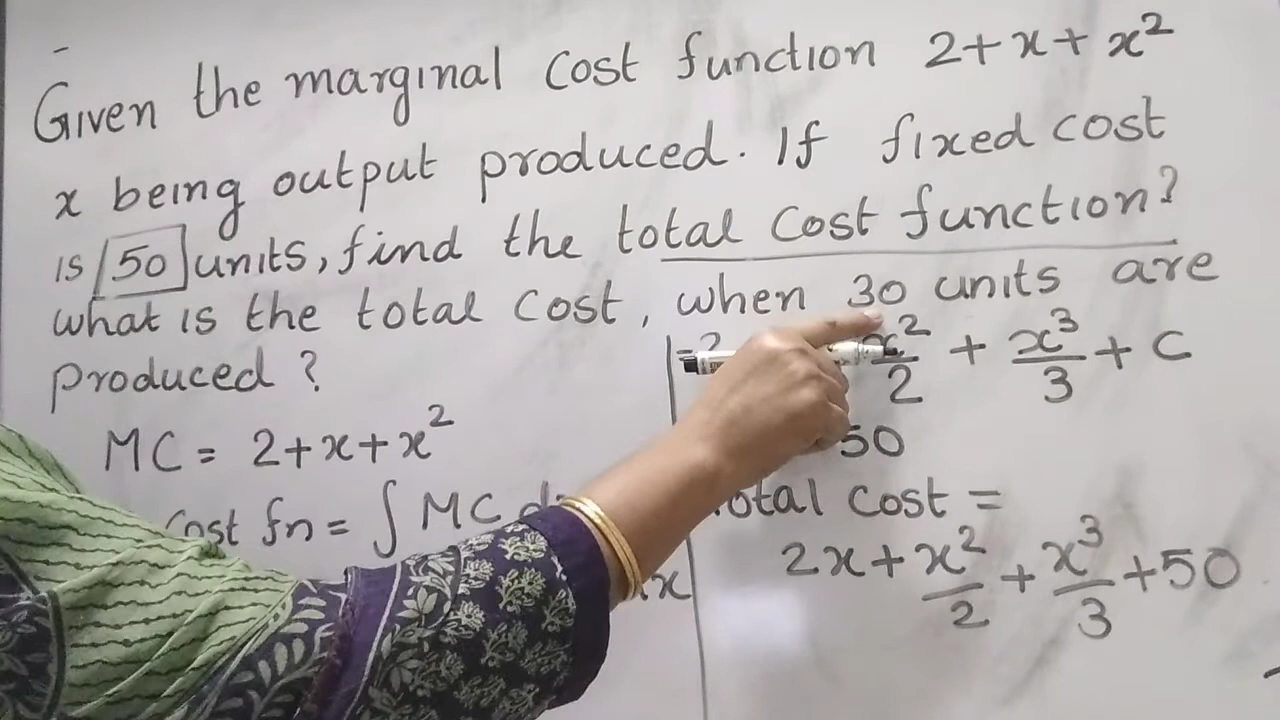 Given the marginal cost function 2+x+x²
x being output produced. If fixed cost
is 50 units, find the total cost function?
what is the total cost, when 30 units are
produced?
MC = 2+x+x²
cost fn = ∫ MC
x
x²/2 + x³/3 + c
50
total cost =
2x + x²/2 + x³/3 + 50